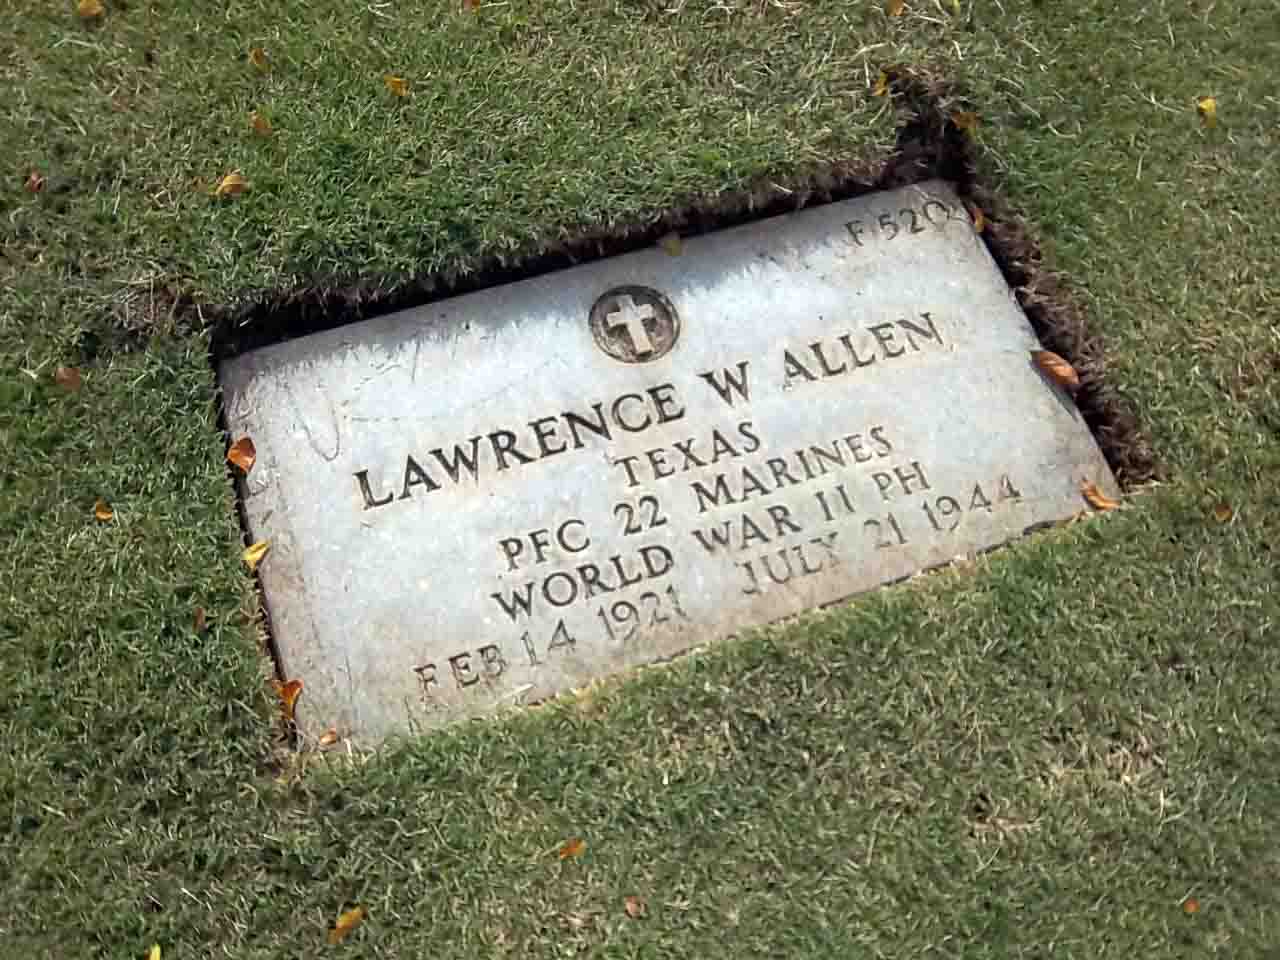 F 520
LAWRENCE W ALLEN
TEXAS
PFC 22 MARINES
WORLD WAR II PH
FEB 14 1921 JULY 21 1944